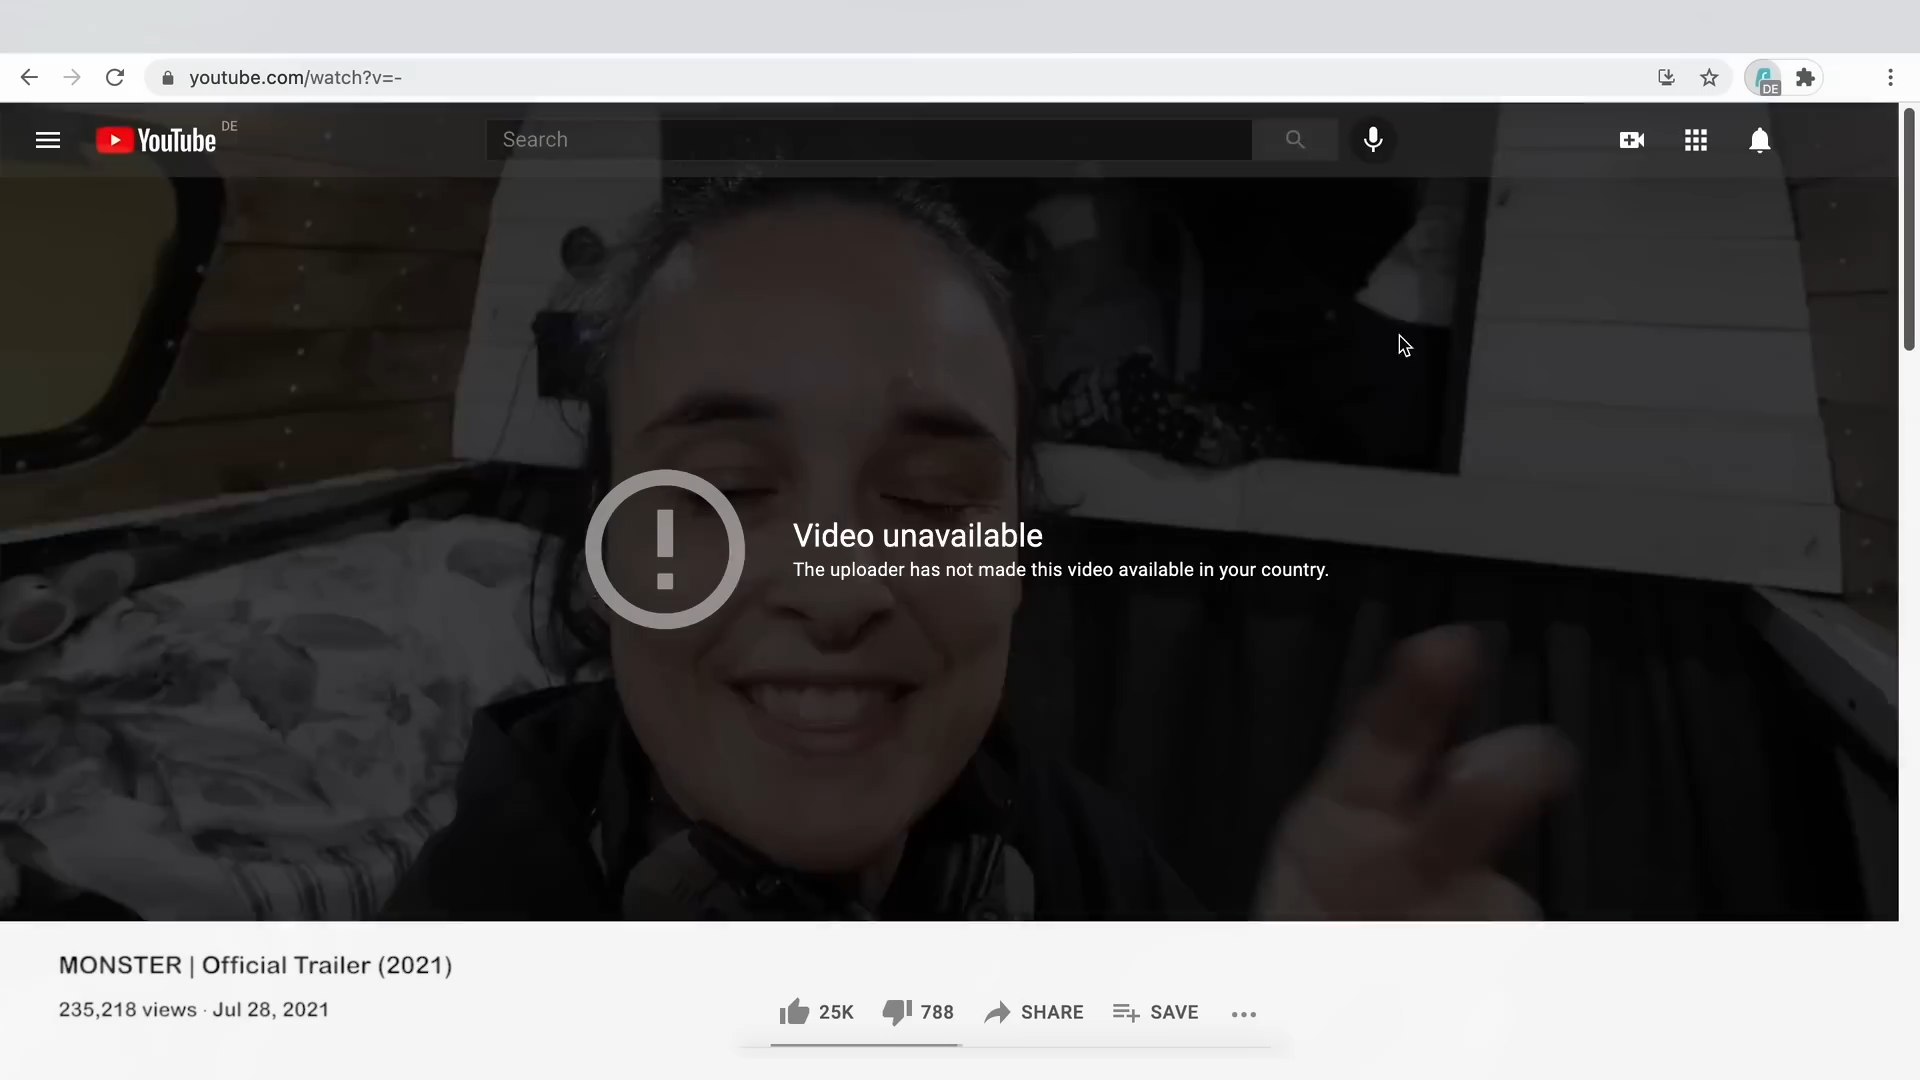 youtube.com/watch?v=-
DE
YouTube DE
Search
Video unavailable
The uploader has not made this video available in your country.
MONSTER | Official Trailer (2021)
235,218 views · Jul 28, 2021
25K 788 SHARE SAVE